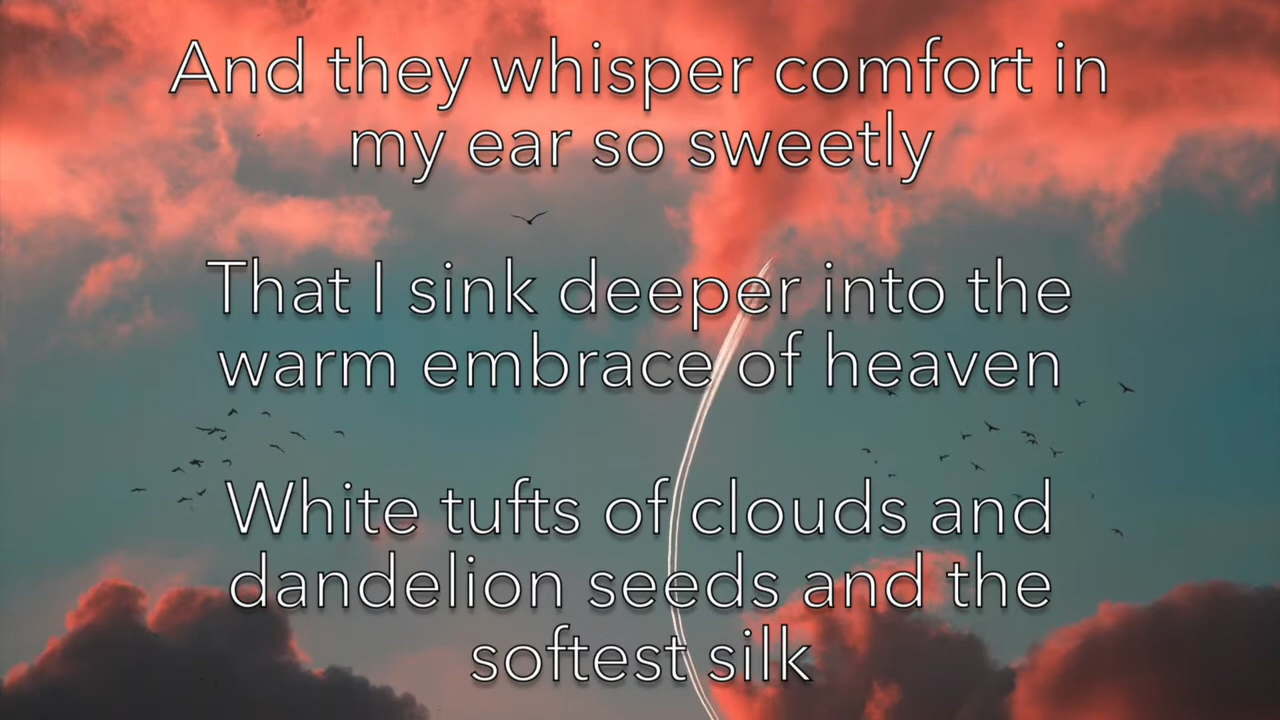 And they whisper comfort in
my ear so sweetly
That I sink deeper into the
warm embrace of heaven
White tufts of clouds and
dandelion seeds and the
softest silk